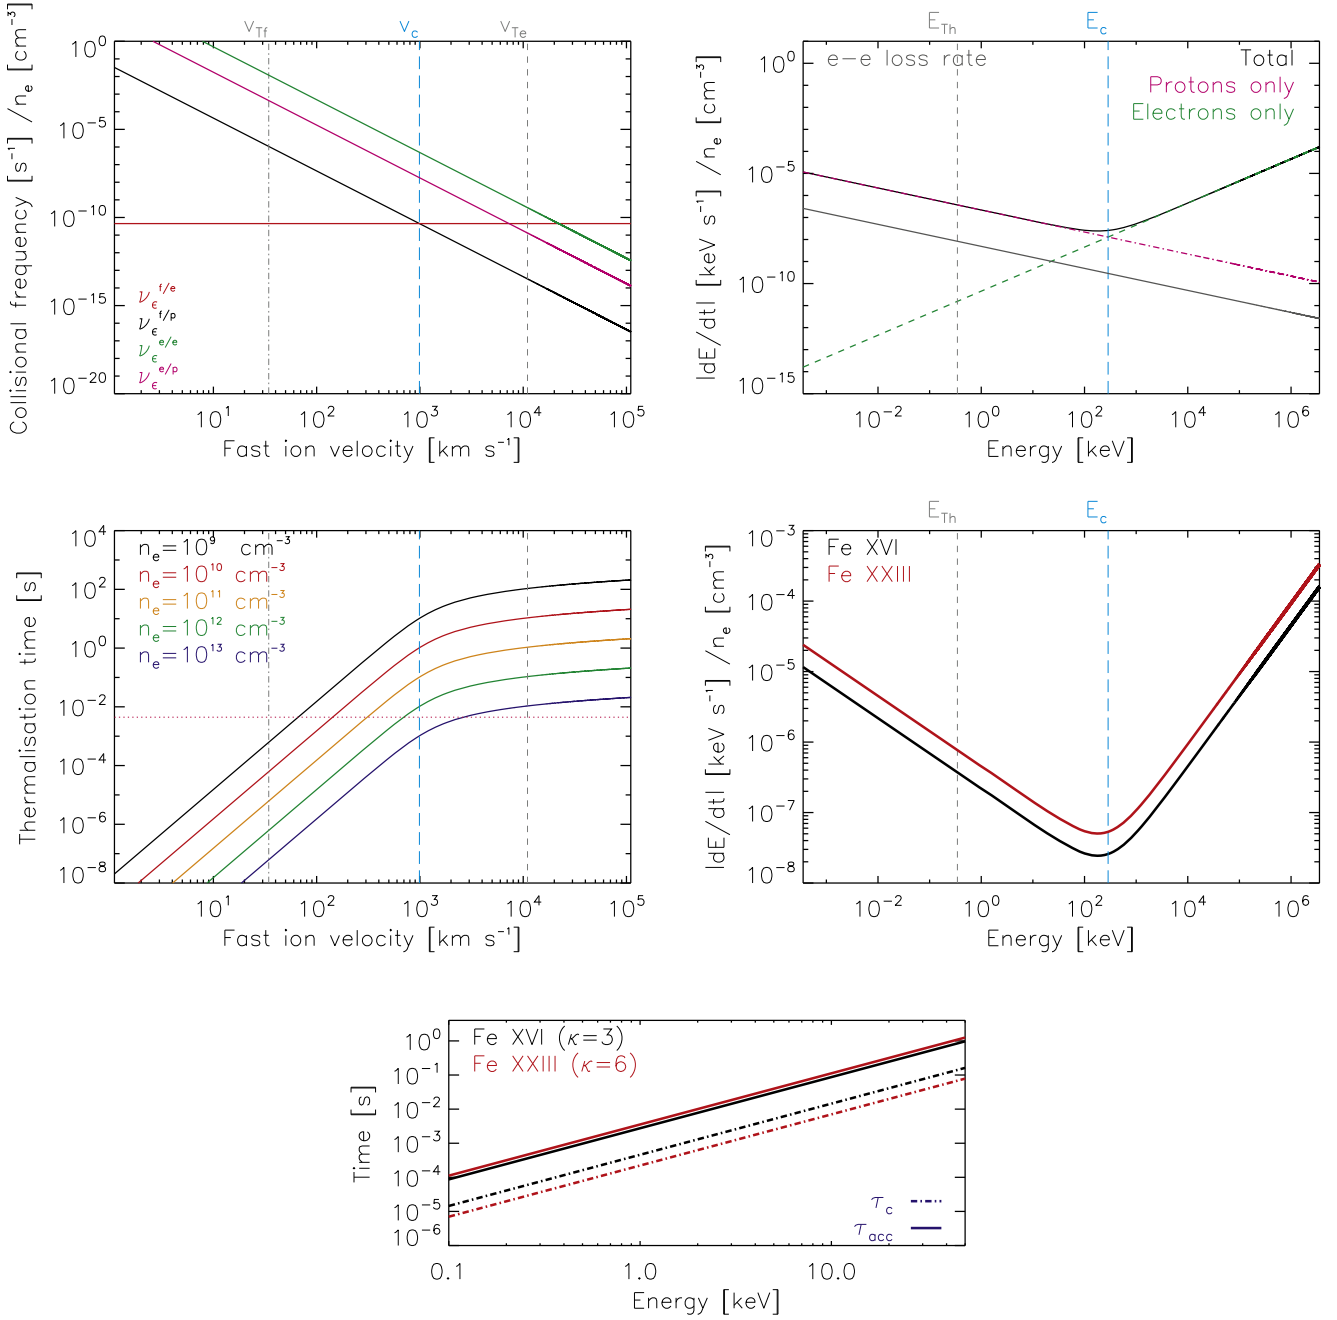 v_Tf v_c v_Te
10^0
10^-5
10^-10
10^-15
10^-20
Collisional frequency [s^-1] /n_e [cm^-3]
ν_ϵ^f/e
ν_ϵ^f/p
ν_ϵ^e/e
ν_ϵ^e/p
10^1 10^2 10^3 10^4 10^5
Fast ion velocity [km s^-1]
E_Th E_c
e-e loss rate Total
Protons only
Electrons only
10^0
10^-5
10^-10
10^-15
|dE/dt| [keV s^-1] /n_e [cm^-3]
10^-2 10^0 10^2 10^4 10^6
Energy [keV]
10^4
10^2
10^0
10^-2
10^-4
10^-6
10^-8
Thermalisation time [s]
n_e=10^9 cm^-3
n_e=10^10 cm^-3
n_e=10^11 cm^-3
n_e=10^12 cm^-3
n_e=10^13 cm^-3
10^1 10^2 10^3 10^4 10^5
Fast ion velocity [km s^-1]
E_Th E_c
Fe XVI
Fe XXIII
10^-3
10^-4
10^-5
10^-6
10^-7
10^-8
|dE/dt| [keV s^-1] /n_e [cm^-3]
10^-2 10^0 10^2 10^4 10^6
Energy [keV]
Fe XVI (κ=3)
Fe XXIII (κ=6)
10^0
10^-1
10^-2
10^-3
10^-4
10^-5
10^-6
Time [s]
τ_c
τ_acc
0.1 1.0 10.0
Energy [keV]